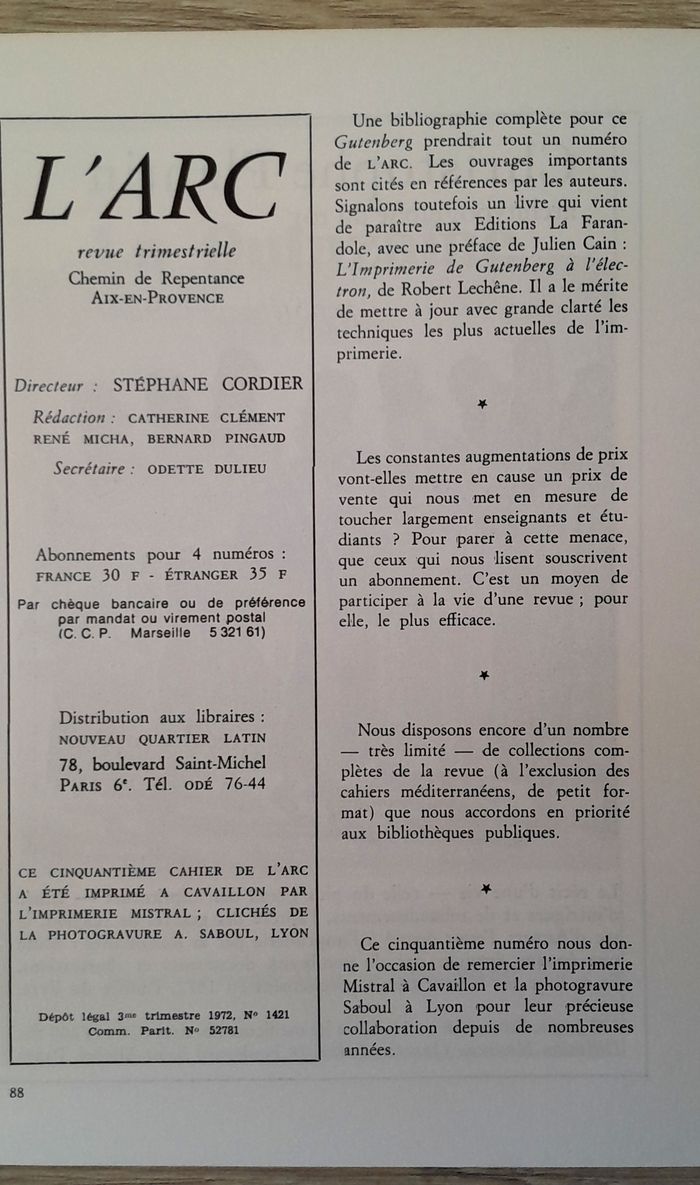 L'ARC
revue trimestrielle
Chemin de Repentance
AIX-EN-PROVENCE
Directeur : STÉPHANE CORDIER
Rédaction : CATHERINE CLÉMENT
RENÉ MICHA, BERNARD PINGAUD
Secrétaire : ODETTE DULIEU
Abonnements pour 4 numéros :
FRANCE 30 F - ÉTRANGER 35 F
Par chèque bancaire ou de préférence
par mandat ou virement postal
(C. C. P. Marseille 5 321 61)
Distribution aux libraires :
NOUVEAU QUARTIER LATIN
78, boulevard Saint-Michel
PARIS 6e. Tél. ODÉ 76-44
CE CINQUANTIÈME CAHIER DE L'ARC
A ÉTÉ IMPRIMÉ A CAVAILLON PAR
L'IMPRIMERIE MISTRAL ; CLICHÉS DE
LA PHOTOGRAVURE A. SABOUL, LYON
Dépôt légal 3me trimestre 1972, No 1421
Comm. Parit. No 52781
88
Une bibliographie complète pour ce
Gutenberg prendrait tout un numéro
de L'ARC. Les ouvrages importants
sont cités en références par les auteurs.
Signalons toutefois un livre qui vient
de paraître aux Editions La Faran-
dole, avec une préface de Julien Cain :
L'Imprimerie de Gutenberg à l'élec-
tron, de Robert Lechêne. Il a le mérite
de mettre à jour avec grande clarté les
techniques les plus actuelles de l'im-
primerie.
Les constantes augmentations de prix
vont-elles mettre en cause un prix de
vente qui nous met en mesure de
toucher largement enseignants et étu-
diants ? Pour parer à cette menace,
que ceux qui nous lisent souscrivent
un abonnement. C'est un moyen de
participer à la vie d'une revue ; pour
elle, le plus efficace.
Nous disposons encore d'un nombre
— très limité — de collections com-
plètes de la revue (à l'exclusion des
cahiers méditerranéens, de petit for-
mat) que nous accordons en priorité
aux bibliothèques publiques.
Ce cinquantième numéro nous don-
ne l'occasion de remercier l'imprimerie
Mistral à Cavaillon et la photogravure
Saboul à Lyon pour leur précieuse
collaboration depuis de nombreuses
années.